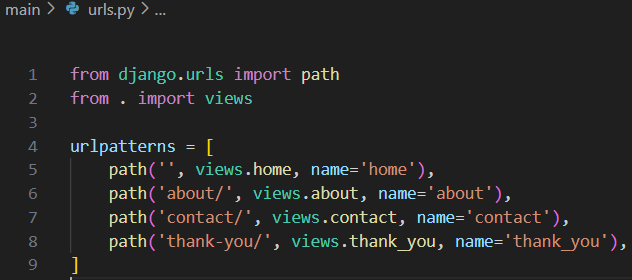 main > urls.py > ...
1 from django.urls import path
2 from . import views
3
4 urlpatterns = [
5     path('', views.home, name='home'),
6     path('about/', views.about, name='about'),
7     path('contact/', views.contact, name='contact'),
8     path('thank-you/', views.thank_you, name='thank_you'),
9 ]